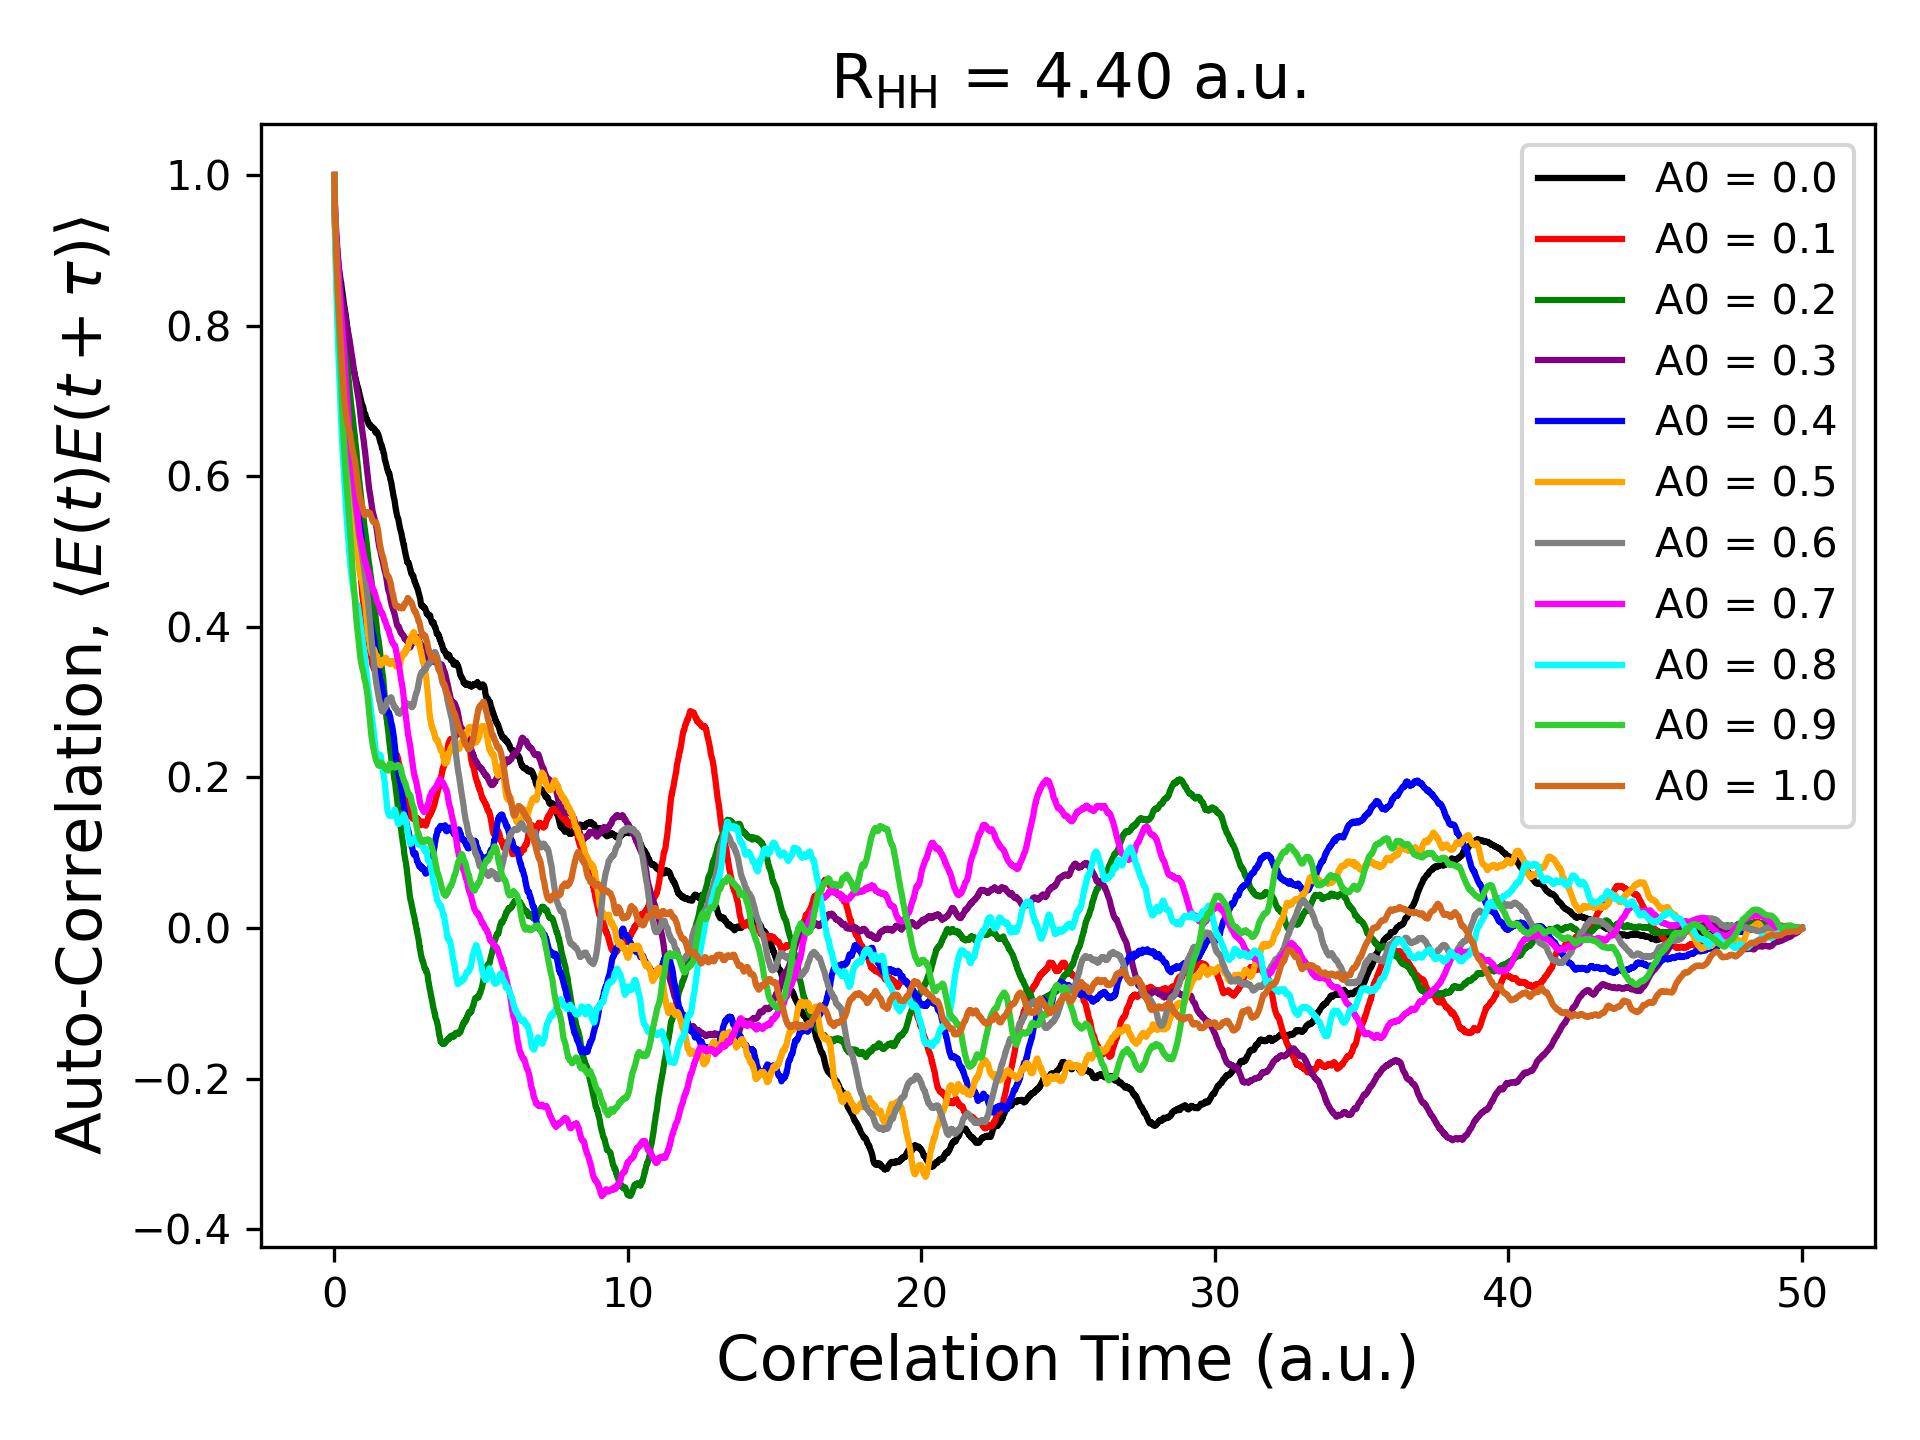 R_HH = 4.40 a.u.
Auto-Correlation, ⟨E(t)E(t + τ)⟩
1.0
0.8
0.6
0.4
0.2
0.0
−0.2
−0.4
A0 = 0.0
A0 = 0.1
A0 = 0.2
A0 = 0.3
A0 = 0.4
A0 = 0.5
A0 = 0.6
A0 = 0.7
A0 = 0.8
A0 = 0.9
A0 = 1.0
0 10 20 30 40 50
Correlation Time (a.u.)